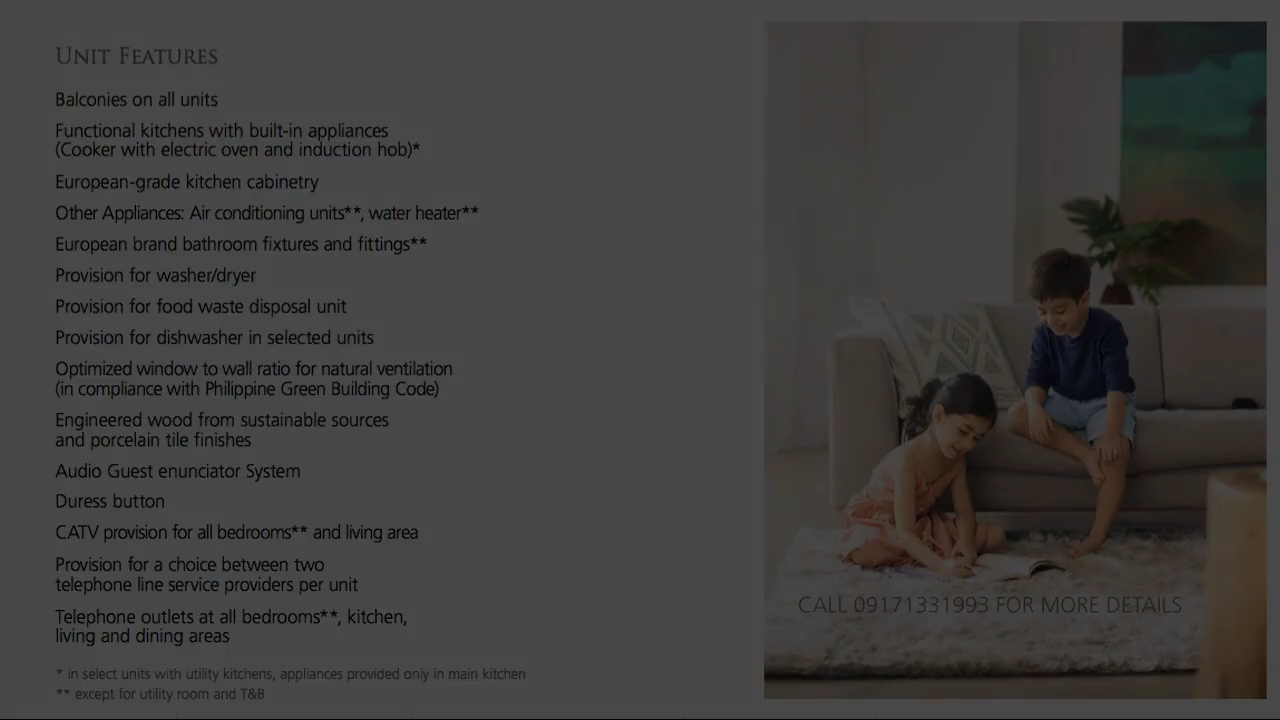 UNIT FEATURES
Balconies on all units
Functional kitchens with built-in appliances
(Cooker with electric oven and induction hob)*
European-grade kitchen cabinetry
Other Appliances: Air conditioning units**, water heater**
European brand bathroom fixtures and fittings**
Provision for washer/dryer
Provision for food waste disposal unit
Provision for dishwasher in selected units
Optimized window to wall ratio for natural ventilation
(in compliance with Philippine Green Building Code)
Engineered wood from sustainable sources
and porcelain tile finishes
Audio Guest enunciator System
Duress button
CATV provision for all bedrooms** and living area
Provision for a choice between two
telephone line service providers per unit
Telephone outlets at all bedrooms**, kitchen,
living and dining areas
* in select units with utility kitchens, appliances provided only in main kitchen
** except for utility room and T&B
CALL 09171331993 FOR MORE DETAILS